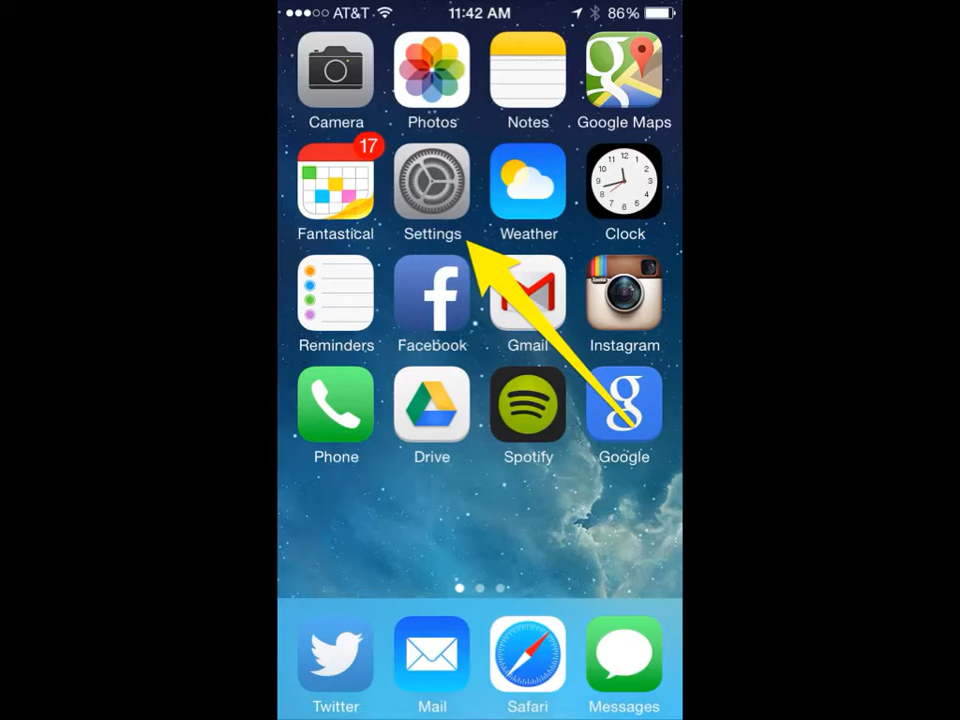 AT&T 11:42 AM 86%
Camera Photos Notes Google Maps
17
Fantastical Settings Weather Clock
Reminders Facebook Gmail Instagram
Phone Drive Spotify Google
Twitter Mail Safari Messages